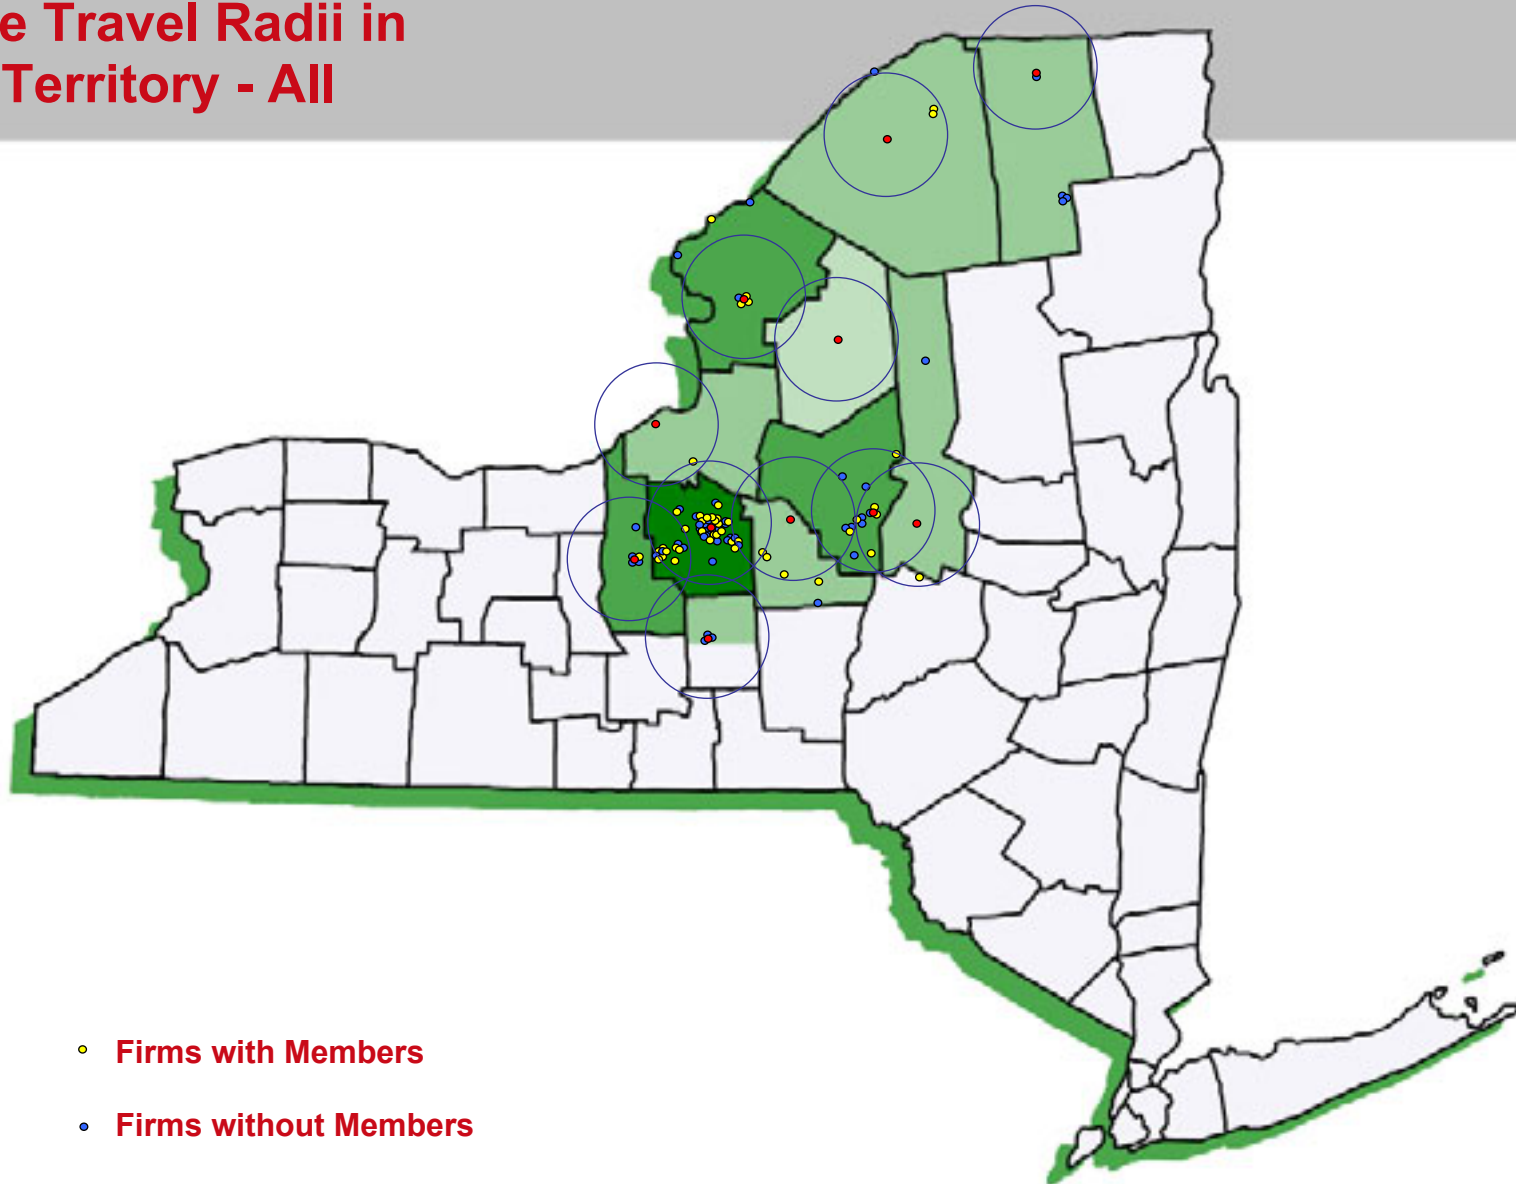 e Travel Radii in
Territory - All
Firms with Members
Firms without Members